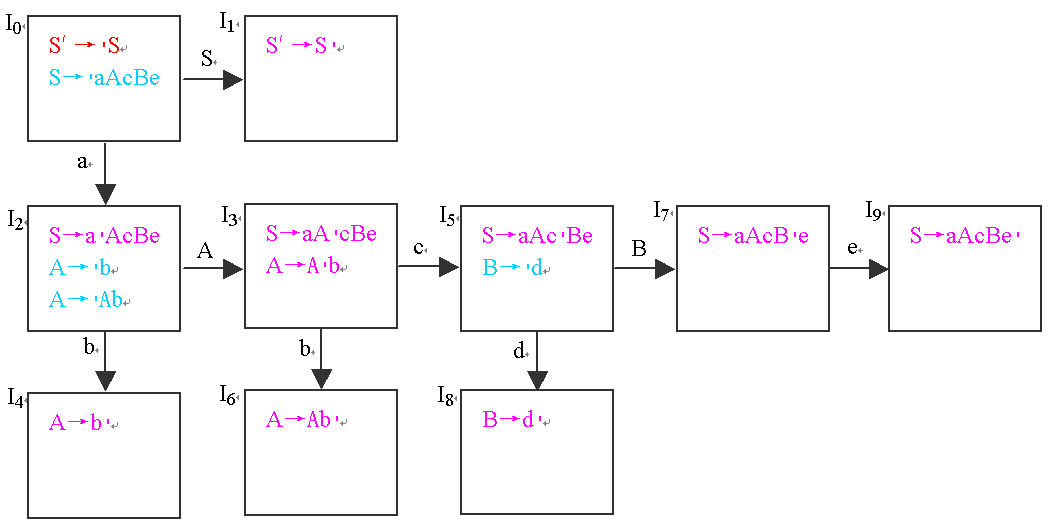 I0
S' → ·S
S→ ·aAcBe
S
I1
S' →S ·
a
I2
S→a ·AcBe
A→ ·b
A→ ·Ab
A
I3
S→aA ·cBe
A→A ·b
c
I5
S→aAc ·Be
B→ ·d
B
I7
S→aAcB ·e
e
I9
S→aAcBe ·
b
b
d
I4
A→b ·
I6
A→Ab ·
I8
B→d ·